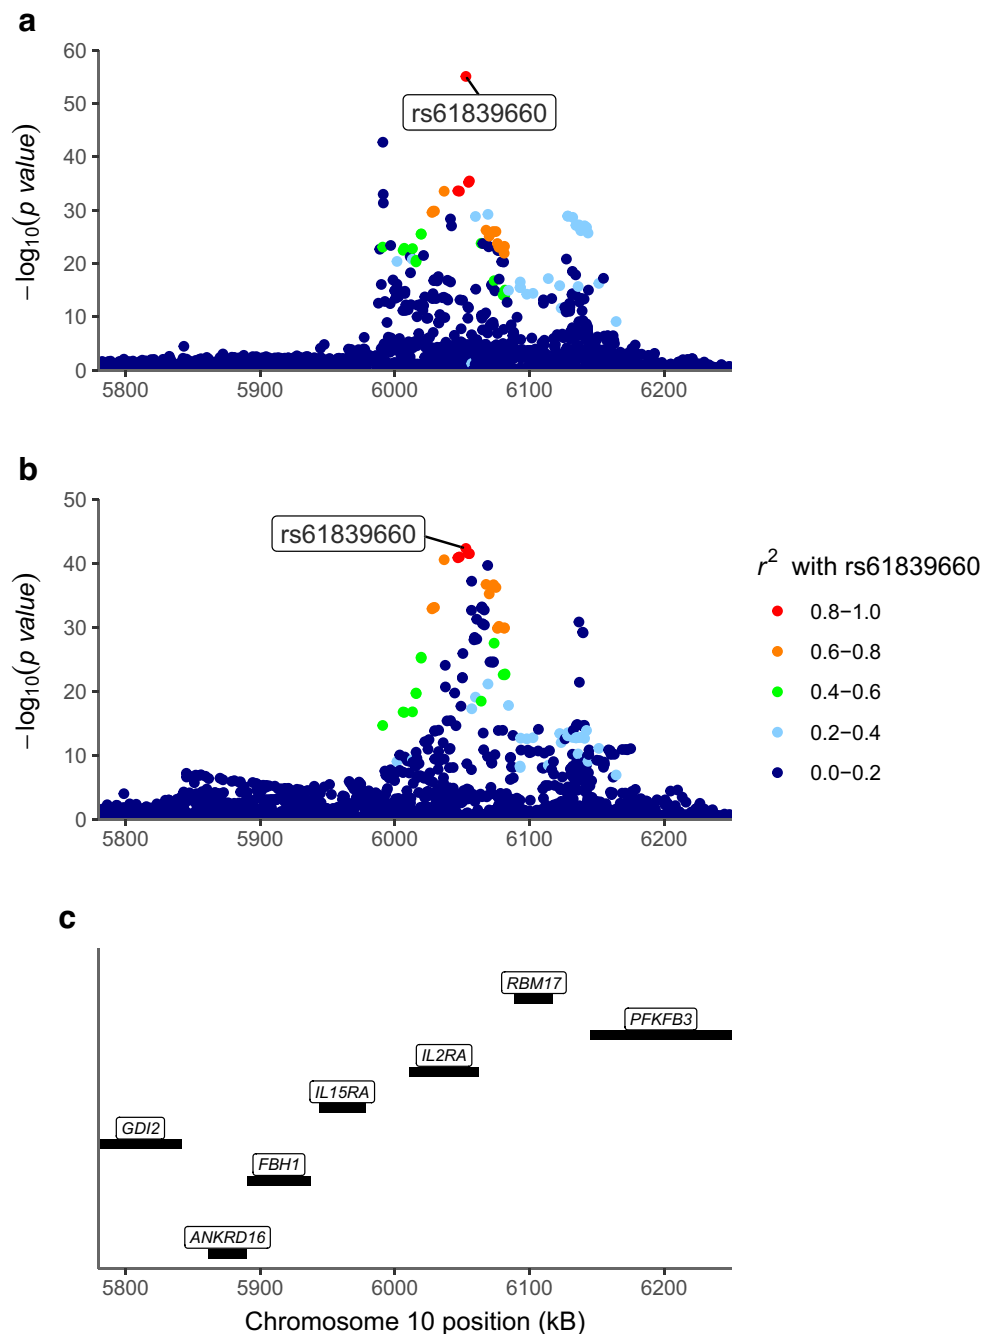 a
60
50
40
30
20
10
0
− log10(p value)
rs61839660
5800 5900 6000 6100 6200
b
50
40
30
20
10
0
− log10(p value)
rs61839660
5800 5900 6000 6100 6200
r2 with rs61839660
0.8−1.0
0.6−0.8
0.4−0.6
0.2−0.4
0.0−0.2
c
RBM17
PFKFB3
IL2RA
IL15RA
GDI2
FBH1
ANKRD16
5800 5900 6000 6100 6200
Chromosome 10 position (kB)